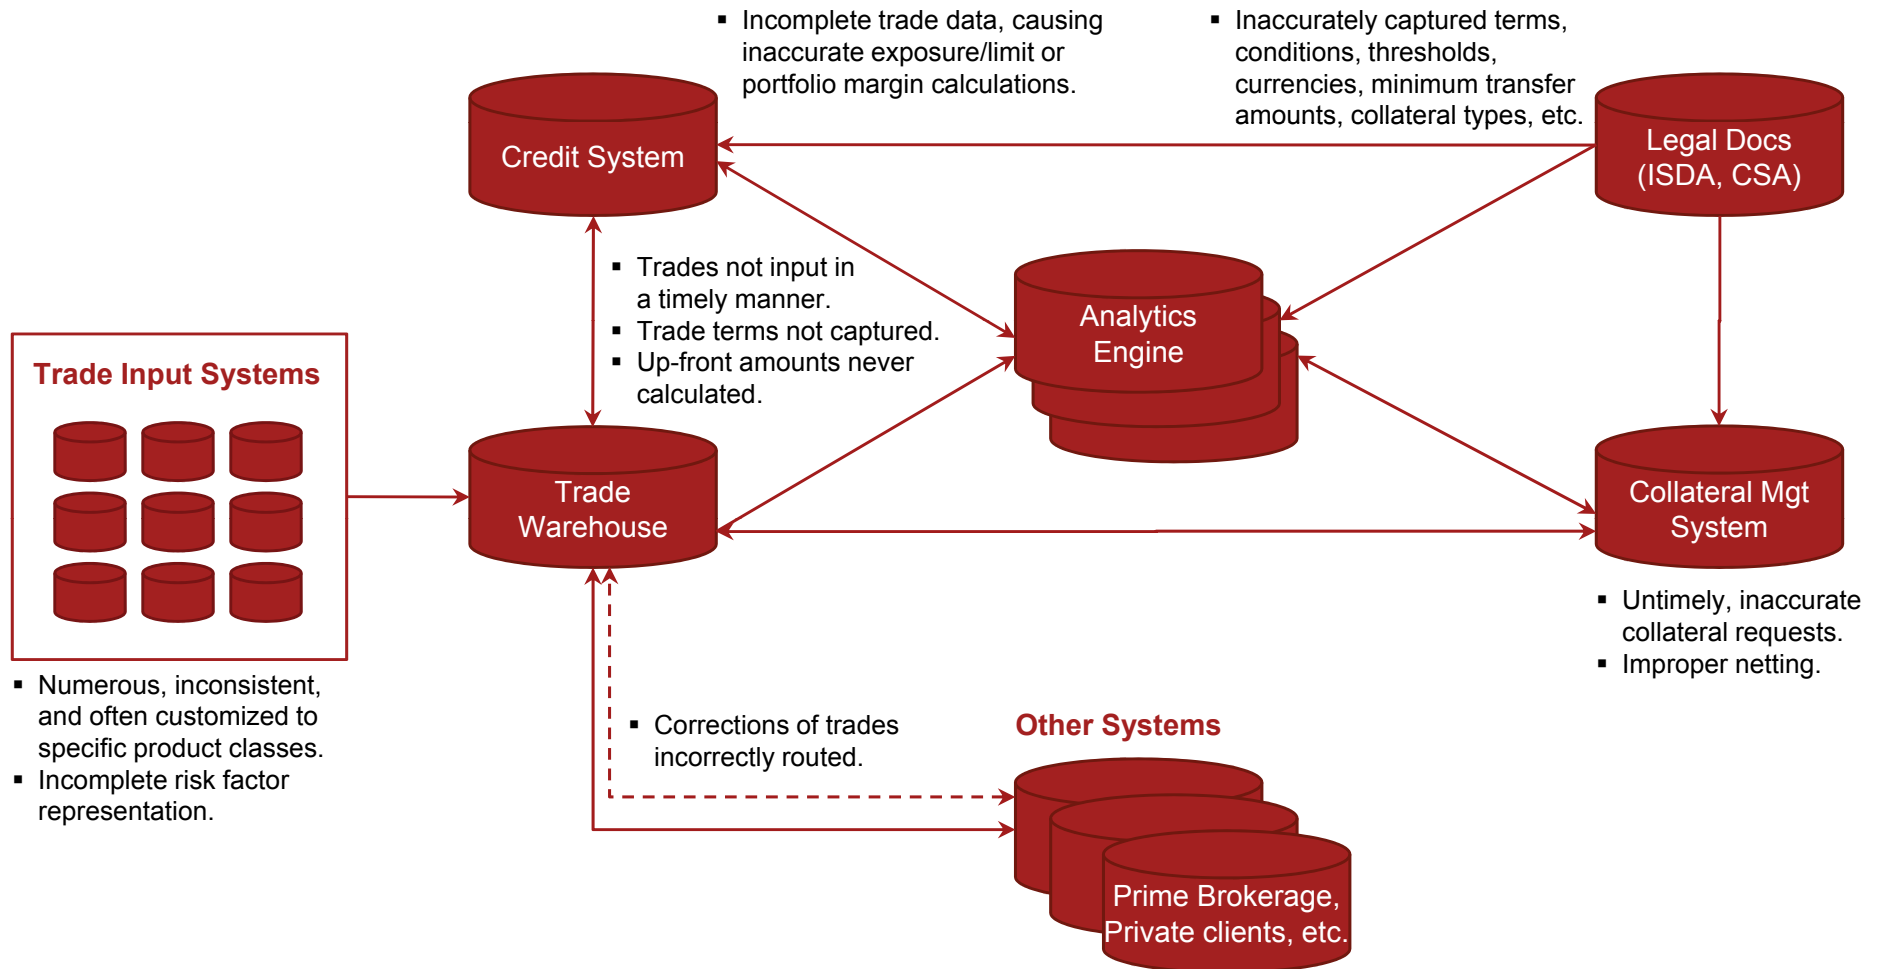 ▪ Incomplete trade data, causing
inaccurate exposure/limit or
portfolio margin calculations.
▪ Inaccurately captured terms,
conditions, thresholds,
currencies, minimum transfer
amounts, collateral types, etc.
Credit System
Legal Docs
(ISDA, CSA)
▪ Trades not input in
a timely manner.
▪ Trade terms not captured.
▪ Up-front amounts never
calculated.
Analytics
Engine
Trade Input Systems
Trade
Warehouse
Collateral Mgt
System
▪ Untimely, inaccurate
collateral requests.
▪ Improper netting.
▪ Numerous, inconsistent,
and often customized to
specific product classes.
▪ Incomplete risk factor
representation.
▪ Corrections of trades
incorrectly routed.
Other Systems
Prime Brokerage,
Private clients, etc.